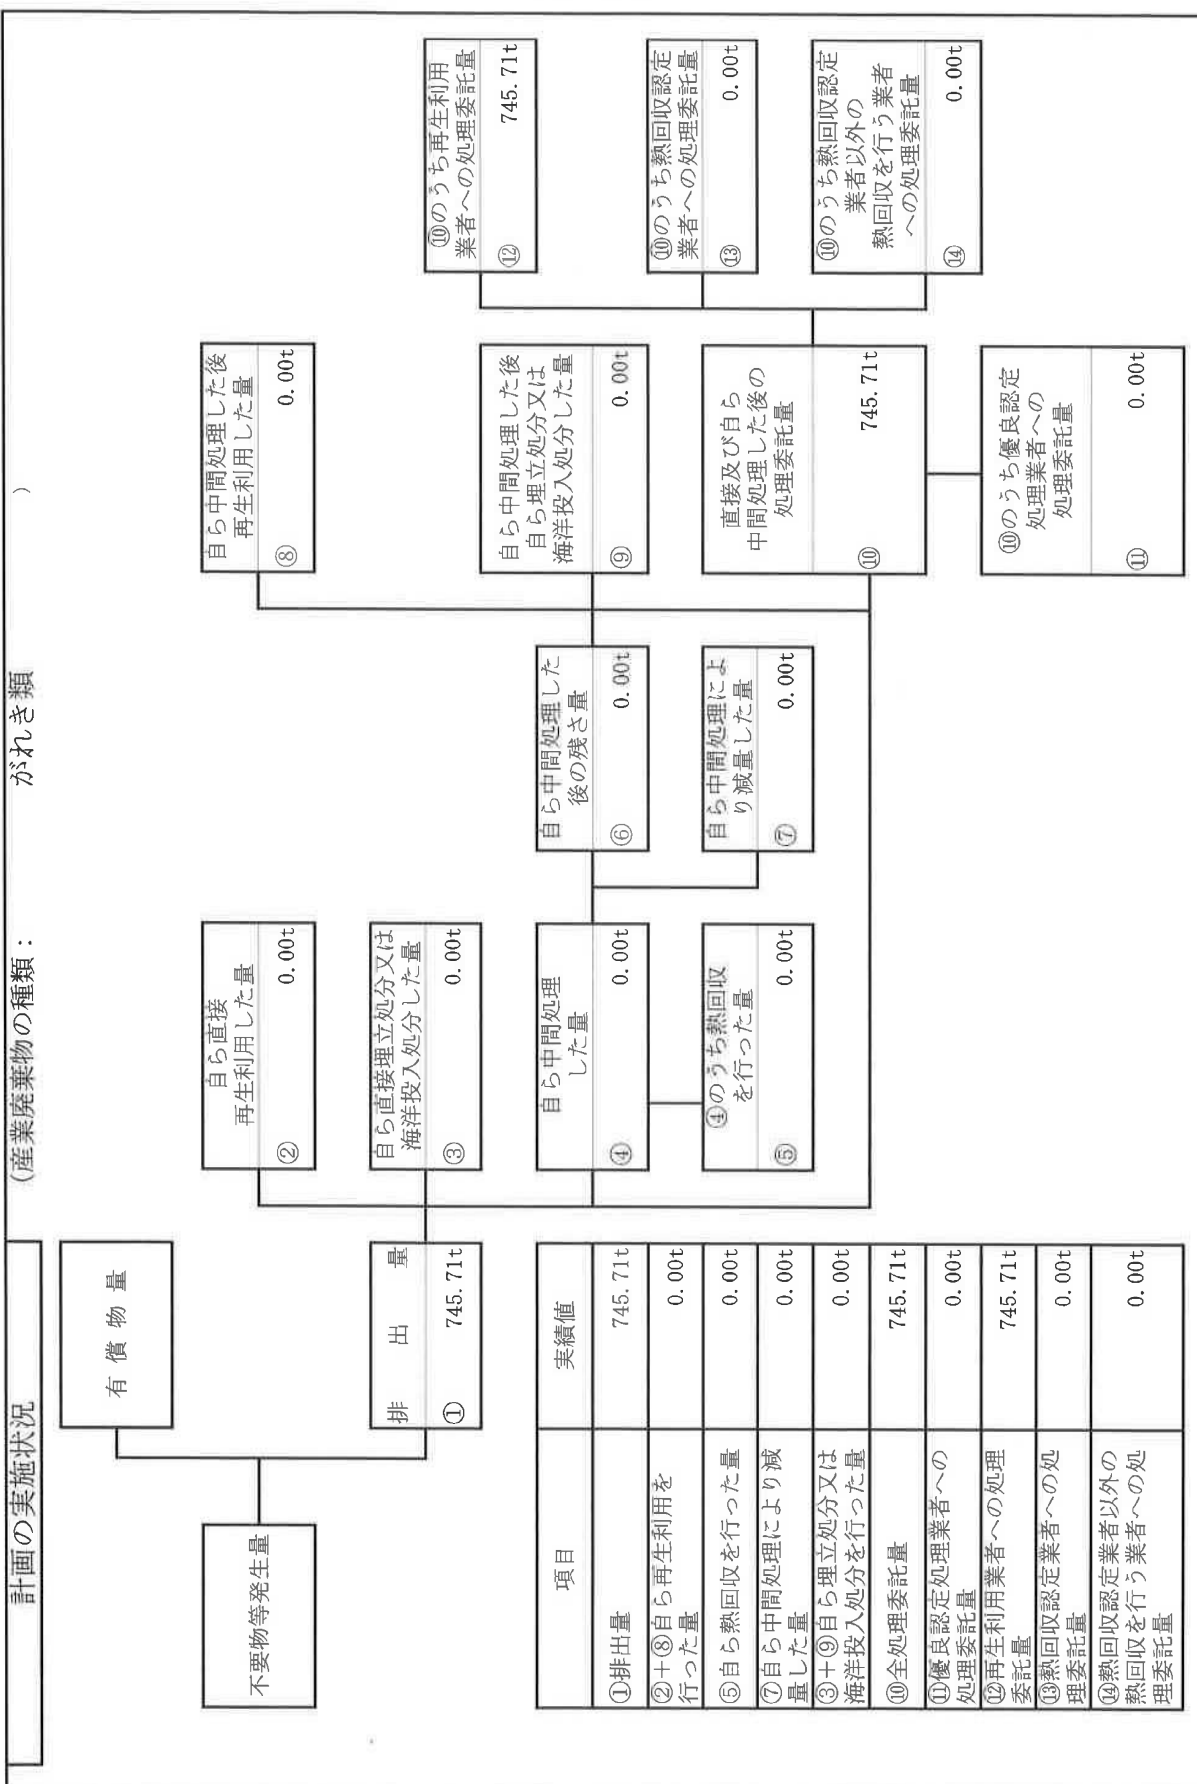 計画の実施状況
(産業廃棄物の種類： がれき類 )
不要物等発生量
有償物量
排出量
① 745.71t
自ら直接
再生利用した量
② 0.00t
自ら直接埋立処分又は
海洋投入処分した量
③ 0.00t
自ら中間処理
した量
④ 0.00t
④のうち熱回収
を行った量
⑤ 0.00t
自ら中間処理した
後の残さ量
⑥ 0.00t
自ら中間処理によ
り減量した量
⑦ 0.00t
自ら中間処理した後
再生利用した量
⑧ 0.00t
自ら中間処理した後
自ら埋立処分又は
海洋投入処分した量
⑨ 0.00t
直接及び自ら
中間処理した後の
処理委託量
⑩ 745.71t
⑩のうち優良認定
処理業者への
処理委託量
⑪ 0.00t
⑩のうち再生利用
業者への処理委託量
⑫ 745.71t
⑩のうち熱回収認定
業者への処理委託量
⑬ 0.00t
⑩のうち熱回収認定
業者以外の
熱回収を行う業者
への処理委託量
⑭ 0.00t
項目 実績値
①排出量 745.71t
②＋⑧自ら再生利用を
行った量 0.00t
⑤自ら熱回収を行った量 0.00t
⑦自ら中間処理により減
量した量 0.00t
③＋⑨自ら埋立処分又は
海洋投入処分を行った量 0.00t
⑩全処理委託量 745.71t
⑪優良認定処理業者への
処理委託量 0.00t
⑫再生利用業者への処理
委託量 745.71t
⑬熱回収認定業者への処
理委託量 0.00t
⑭熱回収認定業者以外の
熱回収を行う業者への処
理委託量 0.00t